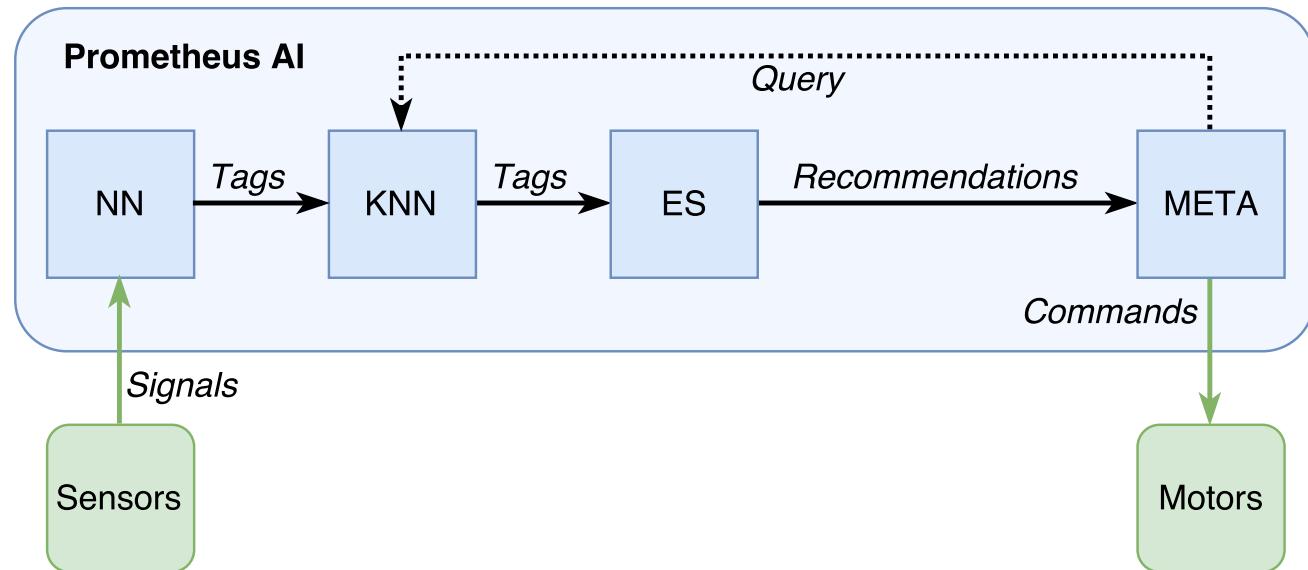 Prometheus AI
Query
NN
Tags
KNN
Tags
ES
Recommendations
META
Commands
Signals
Sensors
Motors